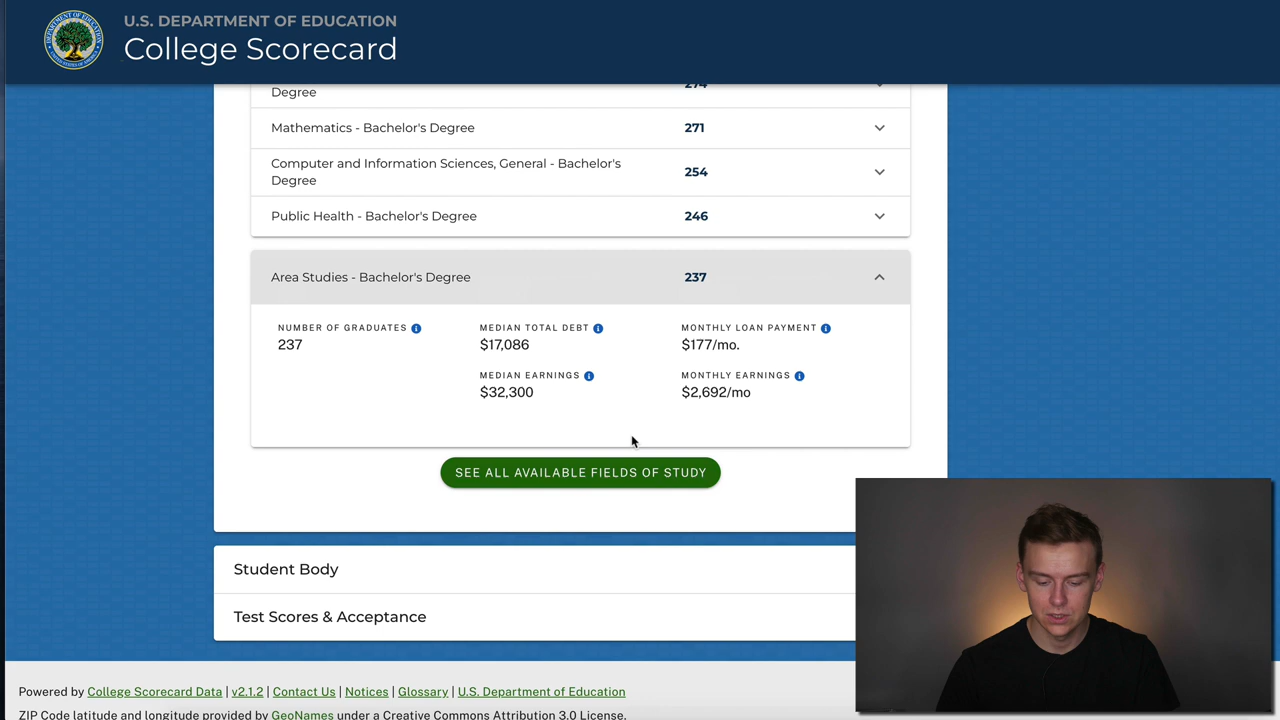 U.S. DEPARTMENT OF EDUCATION
College Scorecard
Degree
274
Mathematics - Bachelor's Degree
271
Computer and Information Sciences, General - Bachelor's
Degree
254
Public Health - Bachelor's Degree
246
Area Studies - Bachelor's Degree
237
NUMBER OF GRADUATES
237
MEDIAN TOTAL DEBT
$17,086
MONTHLY LOAN PAYMENT
$177/mo.
MEDIAN EARNINGS
$32,300
MONTHLY EARNINGS
$2,692/mo
SEE ALL AVAILABLE FIELDS OF STUDY
Student Body
Test Scores & Acceptance
Powered by College Scorecard Data | v2.1.2 | Contact Us | Notices | Glossary | U.S. Department of Education
ZIP Code latitude and longitude provided by GeoNames under a Creative Commons Attribution 3.0 License.